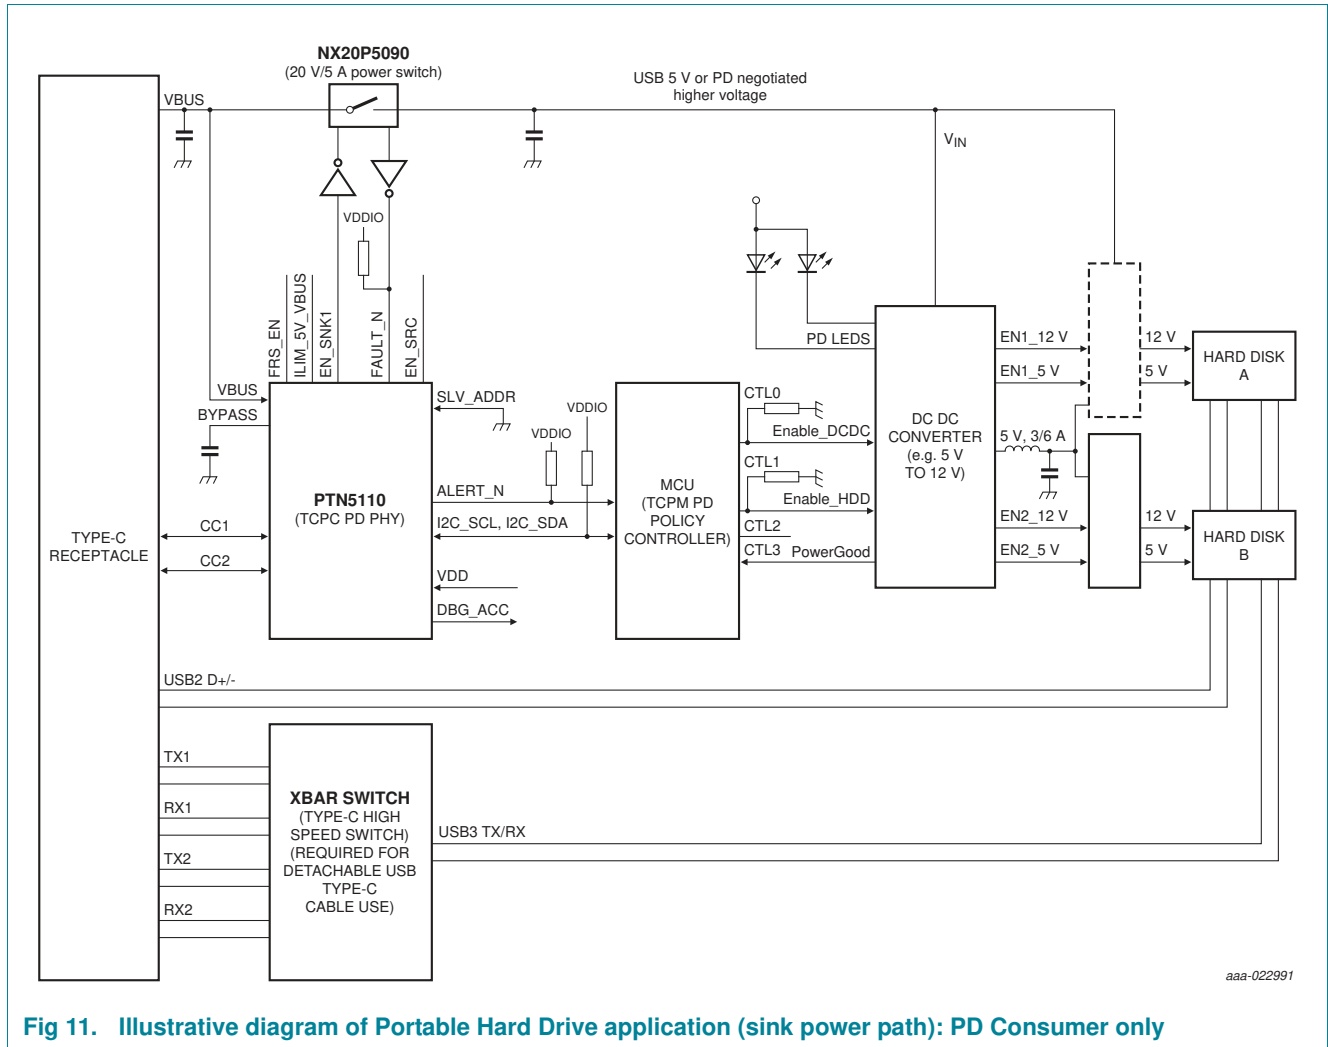 NX20P5090
(20 V/5 A power switch)
USB 5 V or PD negotiated
higher voltage
VBUS
VIN
VDDIO
FRS_EN
ILIM_5V_VBUS
EN_SNK1
FAULT_N
EN_SRC
PD LEDS
EN1_12 V
12 V
EN1_5 V
5 V
HARD DISK
A
VBUS
BYPASS
SLV_ADDR
VDDIO
VDDIO
CTL0
Enable_DCDC
CTL1
Enable_HDD
CTL2
CTL3
PowerGood
DC DC
CONVERTER
(e.g. 5 V
TO 12 V)
5 V, 3/6 A
PTN5110
(TCPC PD PHY)
ALERT_N
I2C_SCL, I2C_SDA
MCU
(TCPM PD
POLICY
CONTROLLER)
EN2_12 V
12 V
EN2_5 V
5 V
HARD DISK
B
TYPE-C
RECEPTACLE
CC1
CC2
VDD
DBG_ACC
USB2 D+/-
TX1
RX1
TX2
RX2
XBAR SWITCH
(TYPE-C HIGH
SPEED SWITCH)
(REQUIRED FOR
DETACHABLE USB
TYPE-C
CABLE USE)
USB3 TX/RX
aaa-022991
Fig 11. Illustrative diagram of Portable Hard Drive application (sink power path): PD Consumer only